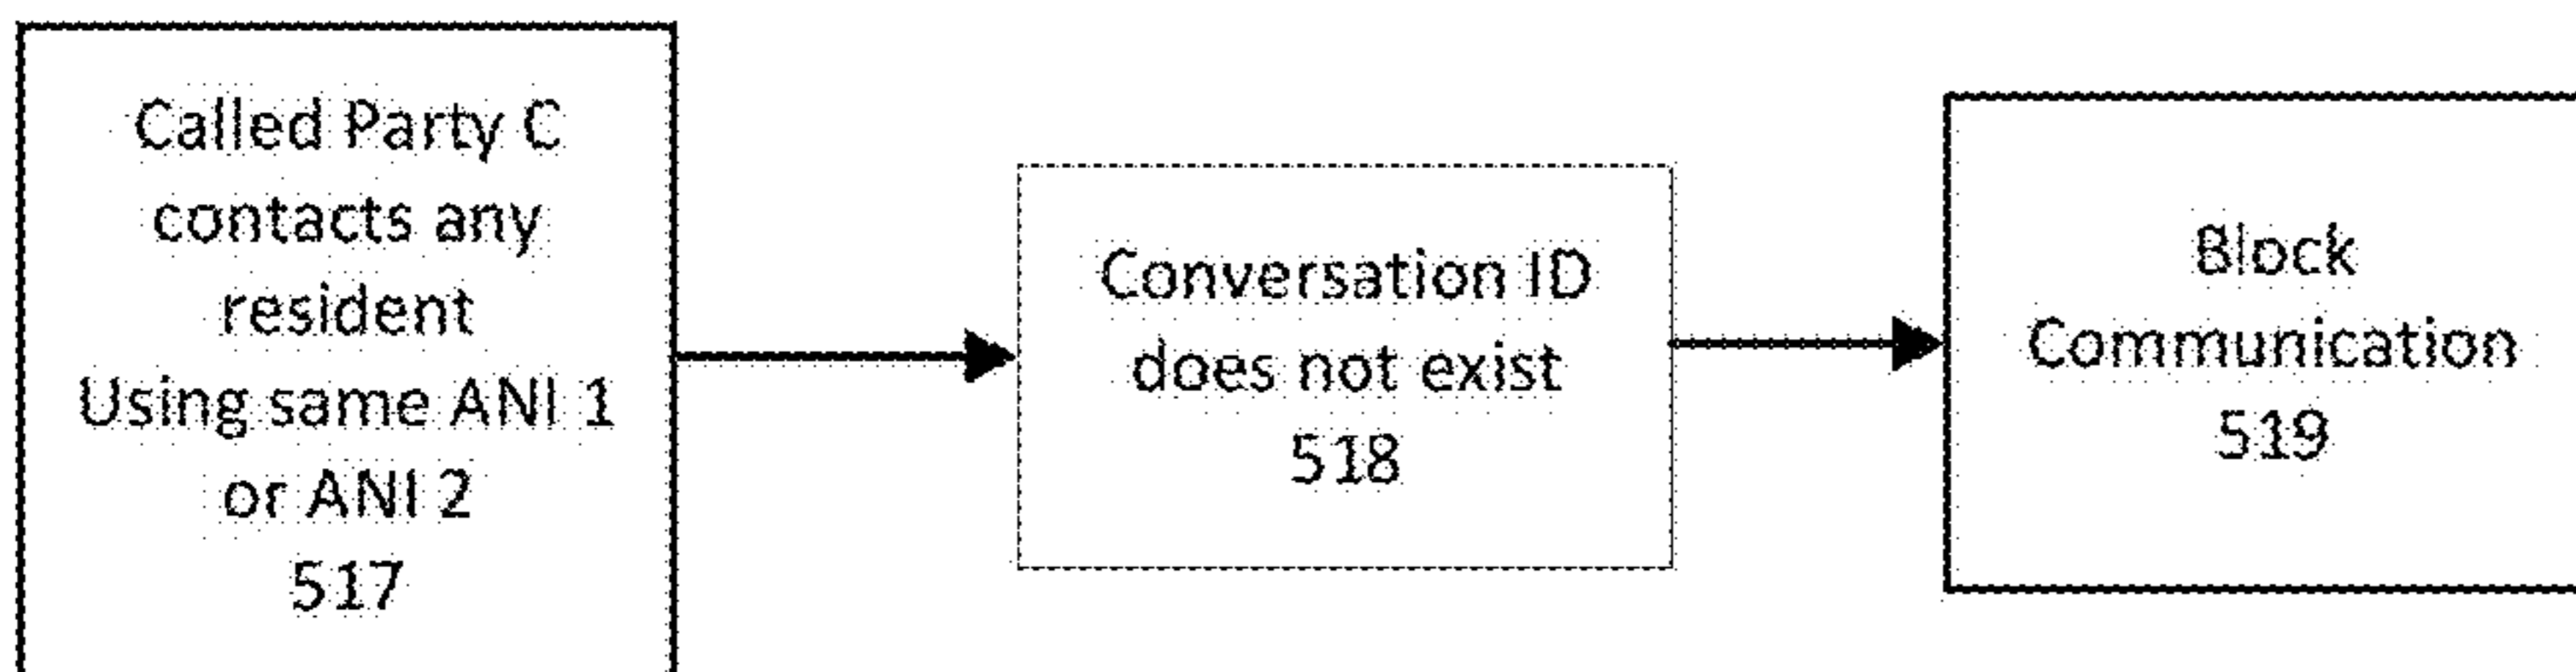 Called Party C
contacts any
resident
Using same ANI 1
or ANI 2
517
Conversation ID
does not exist
518
Block
Communication
519